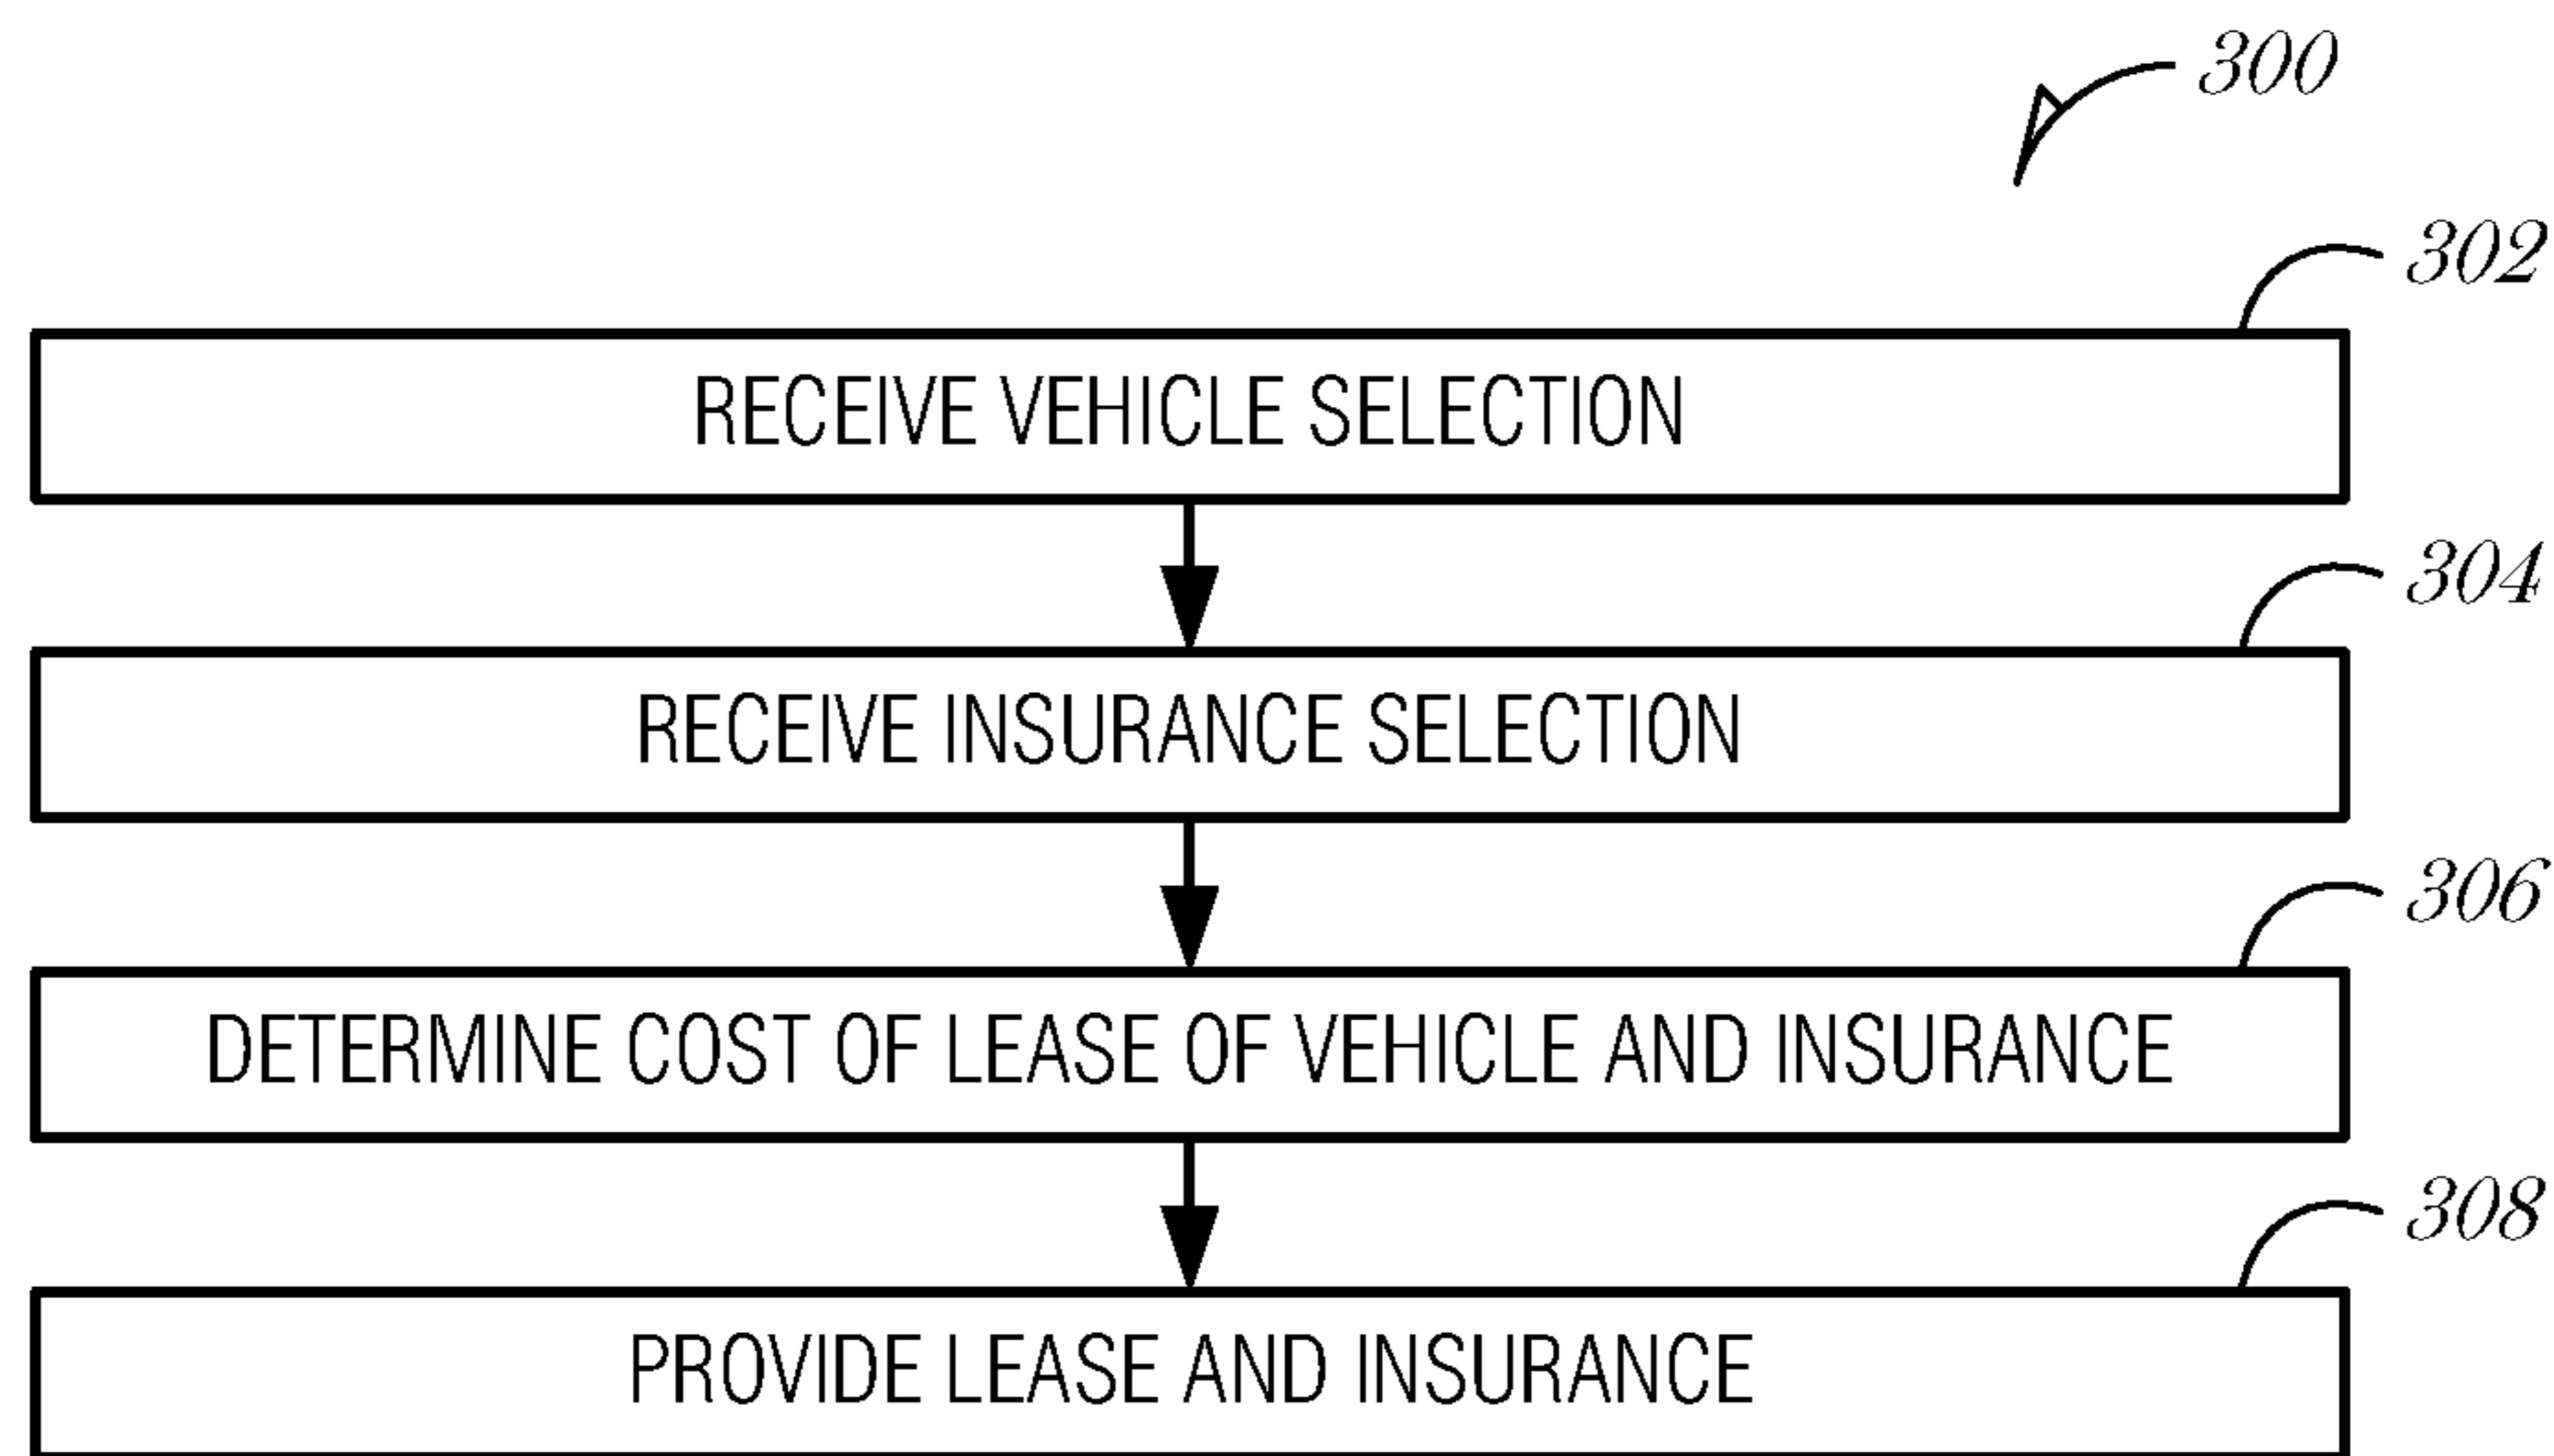 300
302
RECEIVE VEHICLE SELECTION
304
RECEIVE INSURANCE SELECTION
306
DETERMINE COST OF LEASE OF VEHICLE AND INSURANCE
308
PROVIDE LEASE AND INSURANCE